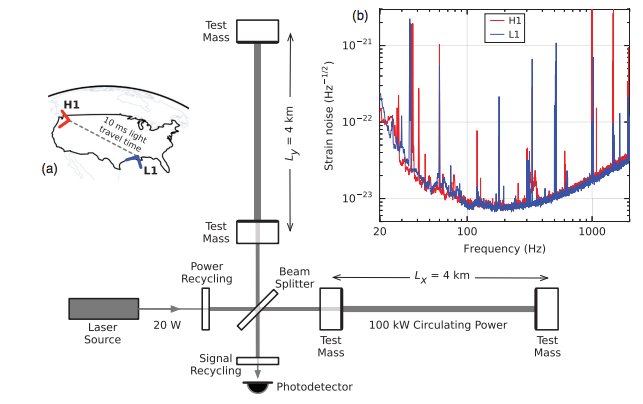 Test
Mass
(b)
H1
L1
10⁻²¹
10⁻²²
10⁻²³
Strain noise (Hz⁻¹/²)
20
100
1000
Frequency (Hz)
H1
10 ms light
travel time
L1
(a)
Ly = 4 km
Test
Mass
Power
Recycling
Beam
Splitter
Lx = 4 km
Laser
Source
20 W
100 kW Circulating Power
Test
Mass
Test
Mass
Signal
Recycling
Photodetector